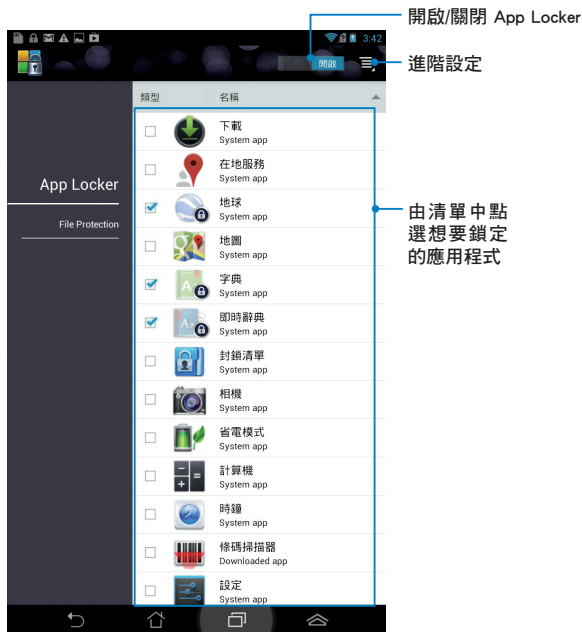 開啟/關閉 App Locker
3:42
開啟
進階設定
類型 名稱
App Locker
File Protection
下載
System app
在地服務
System app
地球
System app
地圖
System app
字典
System app
即時辭典
System app
封鎖清單
System app
相機
System app
省電模式
System app
計算機
System app
時鐘
System app
條碼掃描器
Downloaded app
設定
System app
由清單中點
選想要鎖定
的應用程式